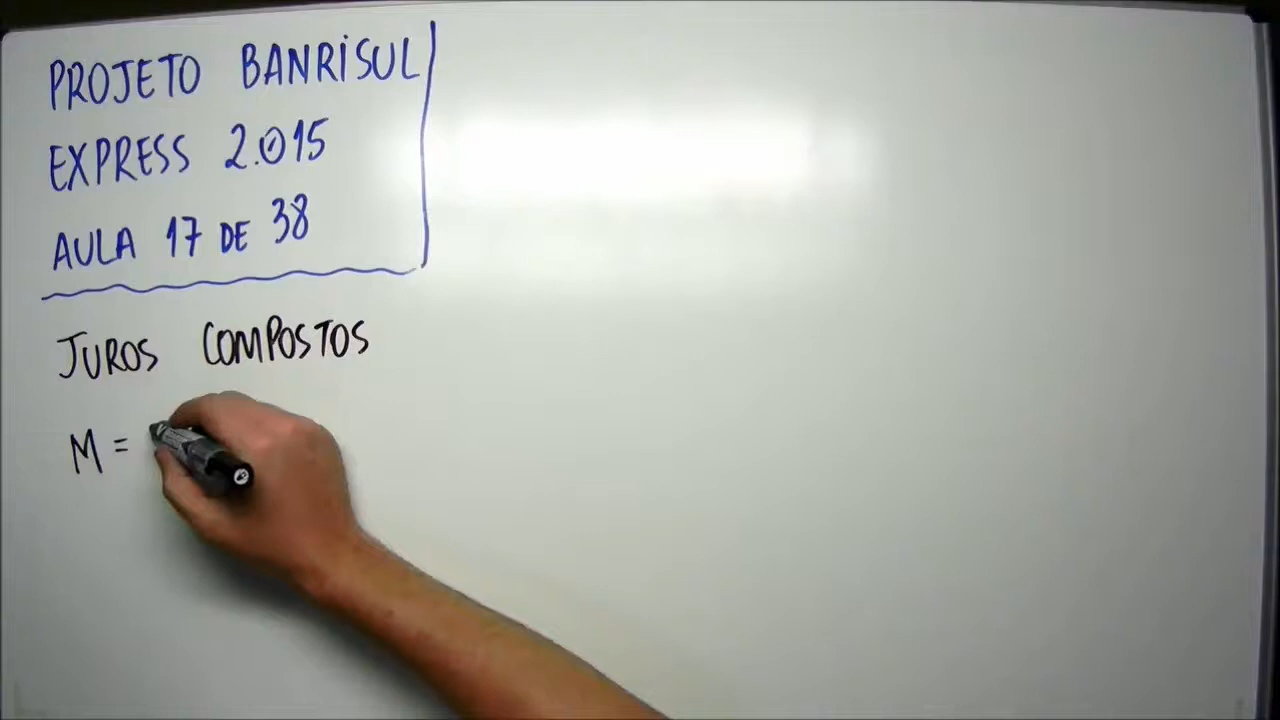 PROJETO BANRISUL
EXPRESS 2.015
AULA 17 DE 38
JUROS COMPOSTOS
M =